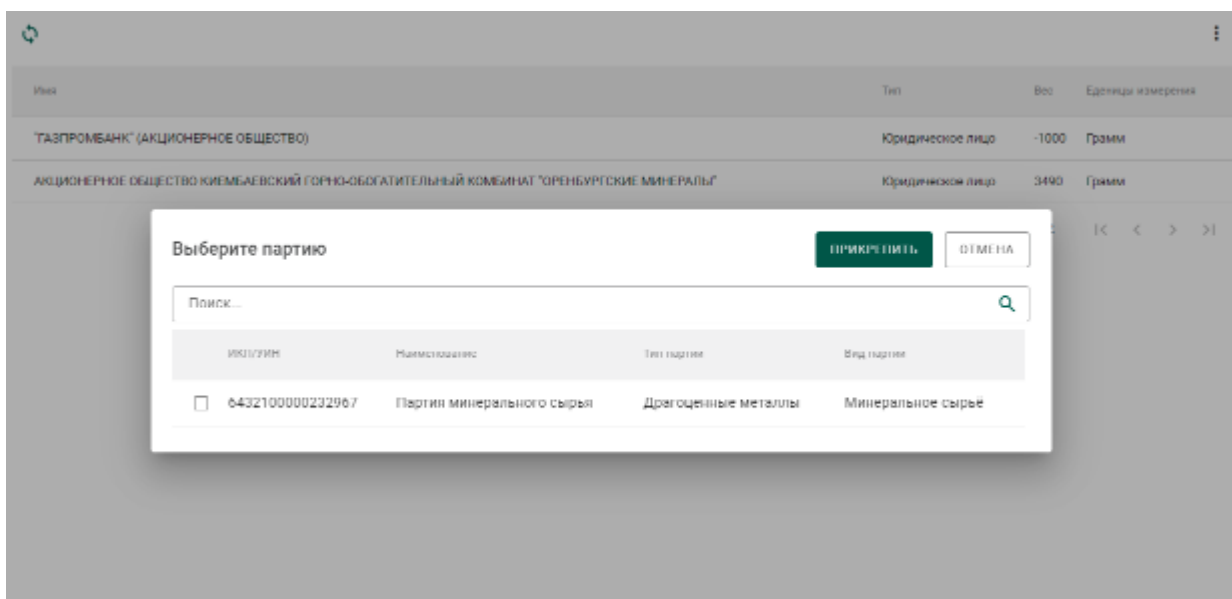 Имя Тип Вес Еденицы измерения
"ГАЗПРОМБАНК" (АКЦИОНЕРНОЕ ОБЩЕСТВО) Юридическое лицо -1000 Грамм
АКЦИОНЕРНОЕ ОБЩЕСТВО КИЕМБАЕВСКИЙ ГОРНО-ОБОГАТИТЕЛЬНЫЙ КОМБИНАТ "ОРЕНБУРГСКИЕ МИНЕРАЛЫ" Юридическое лицо 3490 Грамм
Выберите партию ПРИКРЕПИТЬ ОТМЕНА
Поиск...
ИКП/УИН Наименование Тип партии Вид партии
6432100000232967 Партия минерального сырья Драгоценные металлы Минеральное сырьё